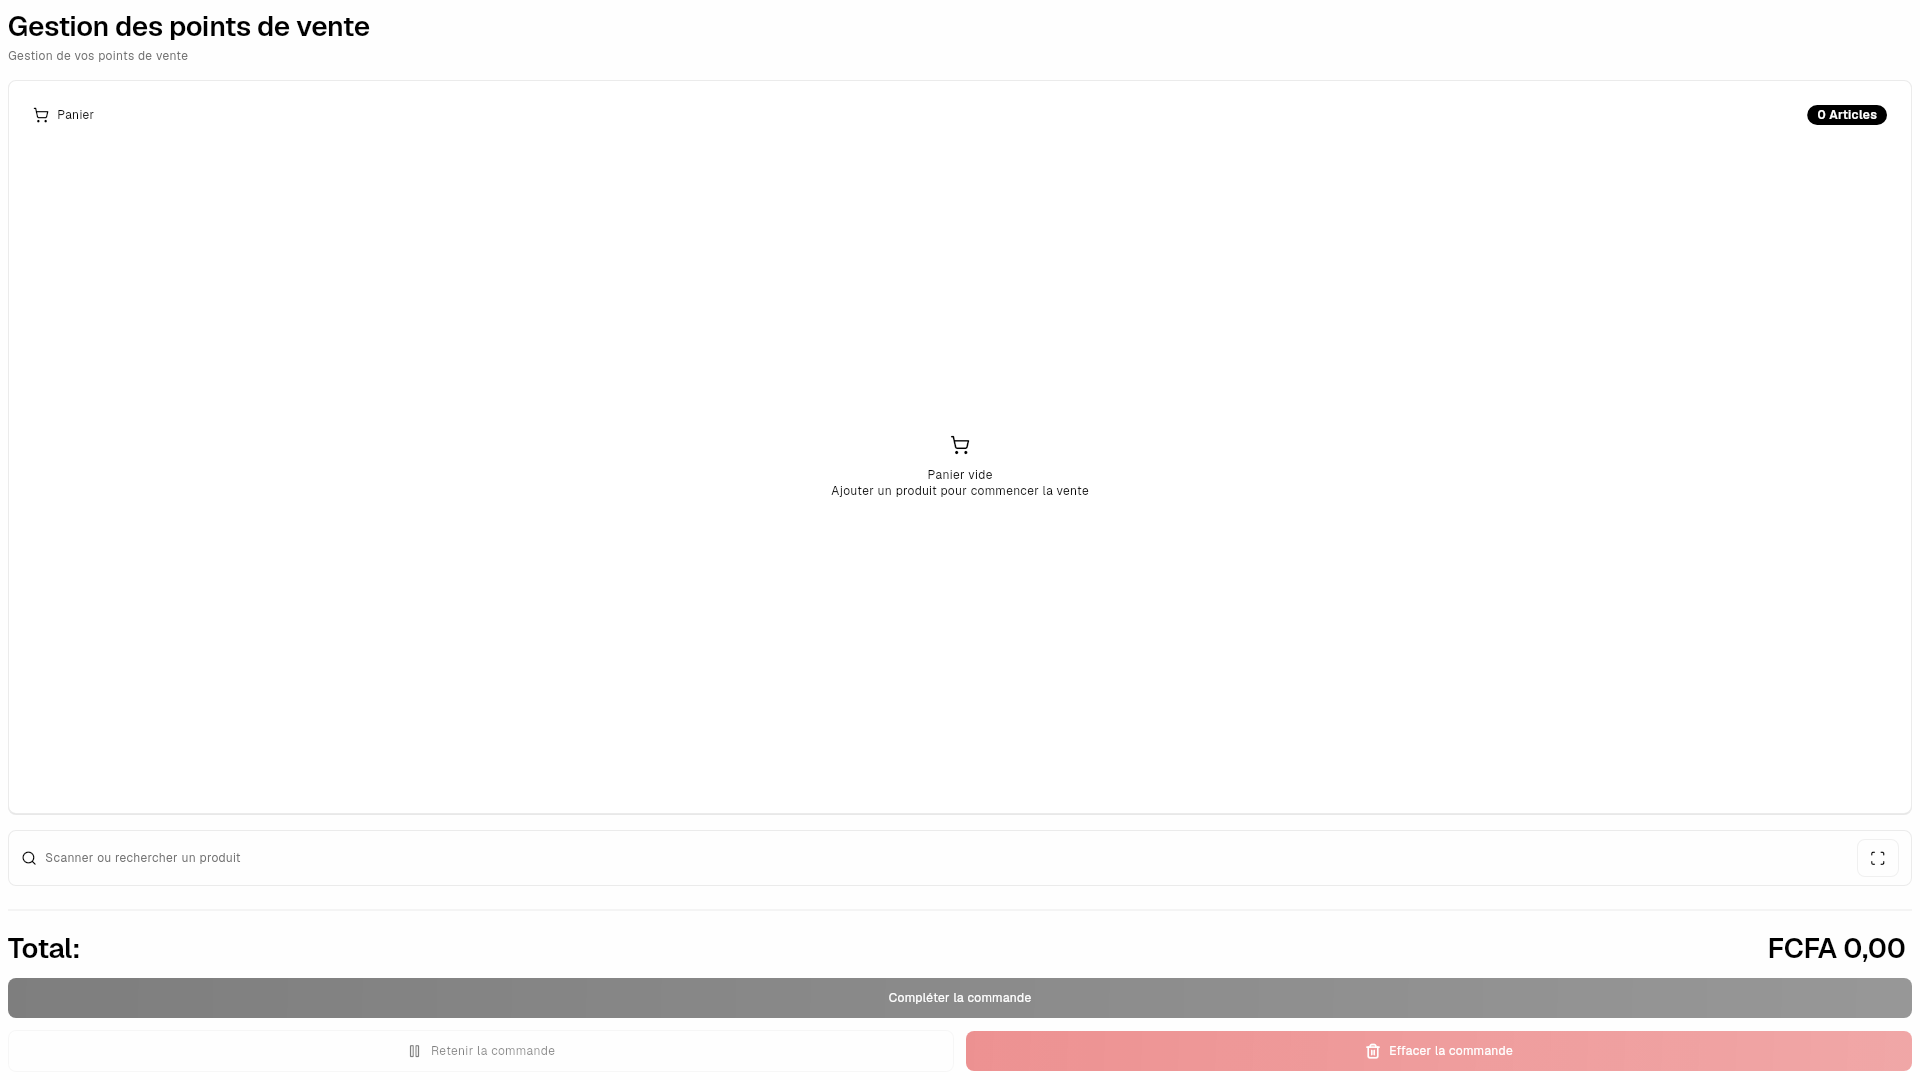 Gestion des points de vente
Gestion de vos points de vente
Panier
0 Articles
Panier vide
Ajouter un produit pour commencer la vente
Scanner ou rechercher un produit
Total:
FCFA 0,00
Compléter la commande
Retenir la commande
Effacer la commande